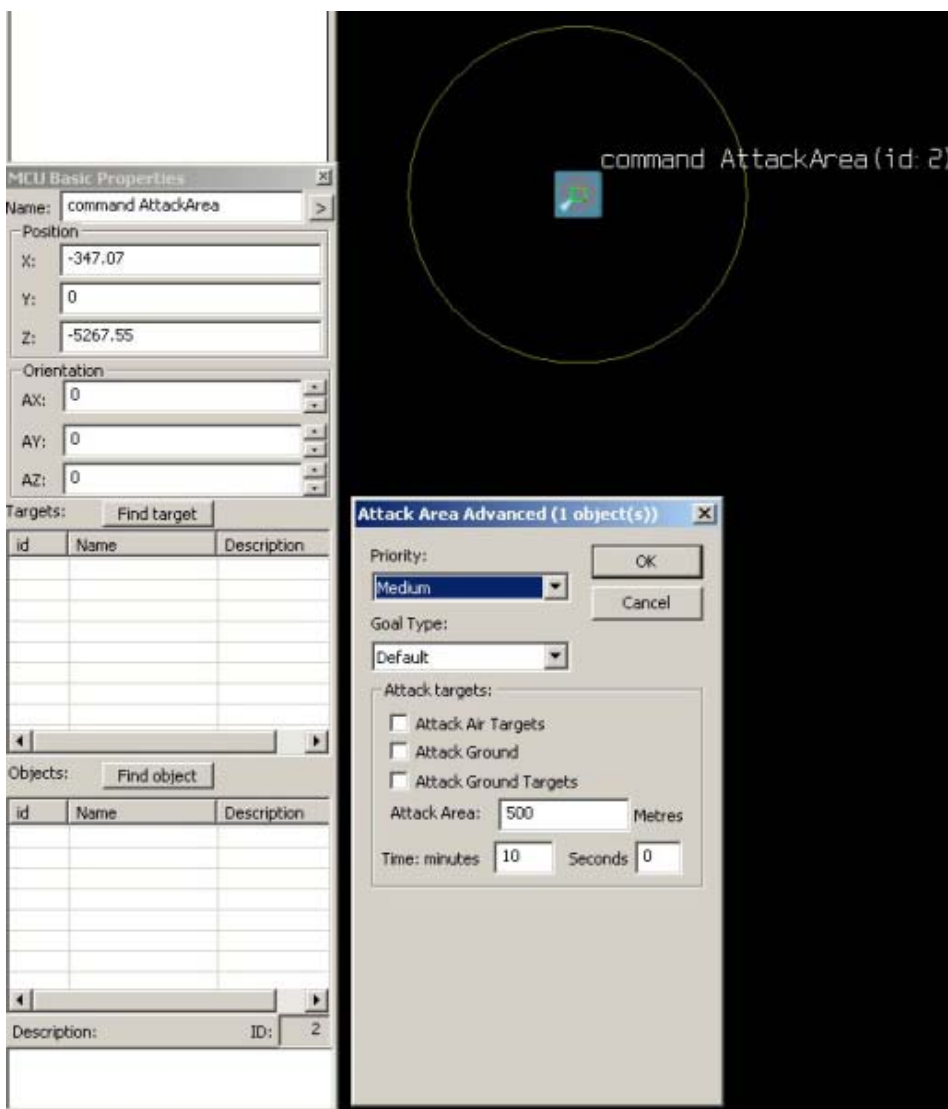 command AttackArea(id:2)
MCU Basic Properties
Name: command AttackArea >
Position
X: -347.07
Y: 0
Z: -5267.55
Orientation
AX: 0
AY: 0
AZ: 0
Targets: Find target
id Name Description
Objects: Find object
id Name Description
Description: ID: 2
Attack Area Advanced (1 object(s))
Priority:
OK
Medium
Cancel
Goal Type:
Default
Attack targets:
Attack Air Targets
Attack Ground
Attack Ground Targets
Attack Area: 500 Metres
Time: minutes 10 Seconds 0